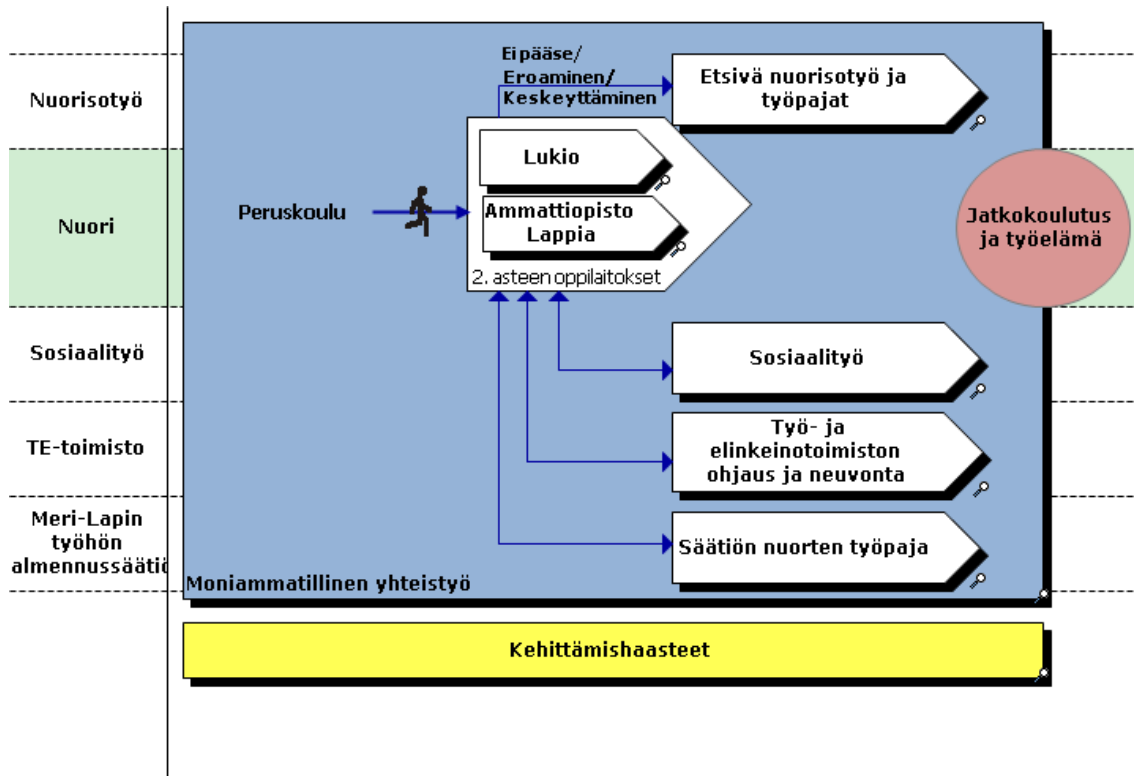 Nuorisotyö
Nuori
Sosiaalityö
TE-toimisto
Meri-Lapin
työhön
almennussäätiö
Ei pääse/
Eroaminen/
Keskeyttäminen
Etsivä nuorisotyö ja
työpajat
Peruskoulu
Lukio
Ammattiopisto
Lappia
2. asteen oppilaitokset
Jatkokoulutus
ja työelämä
Sosiaalityö
Työ- ja
elinkeinotoimiston
ohjaus ja neuvonta
Säätiön nuorten työpaja
Moniammatillinen yhteistyö
Kehittämishaasteet